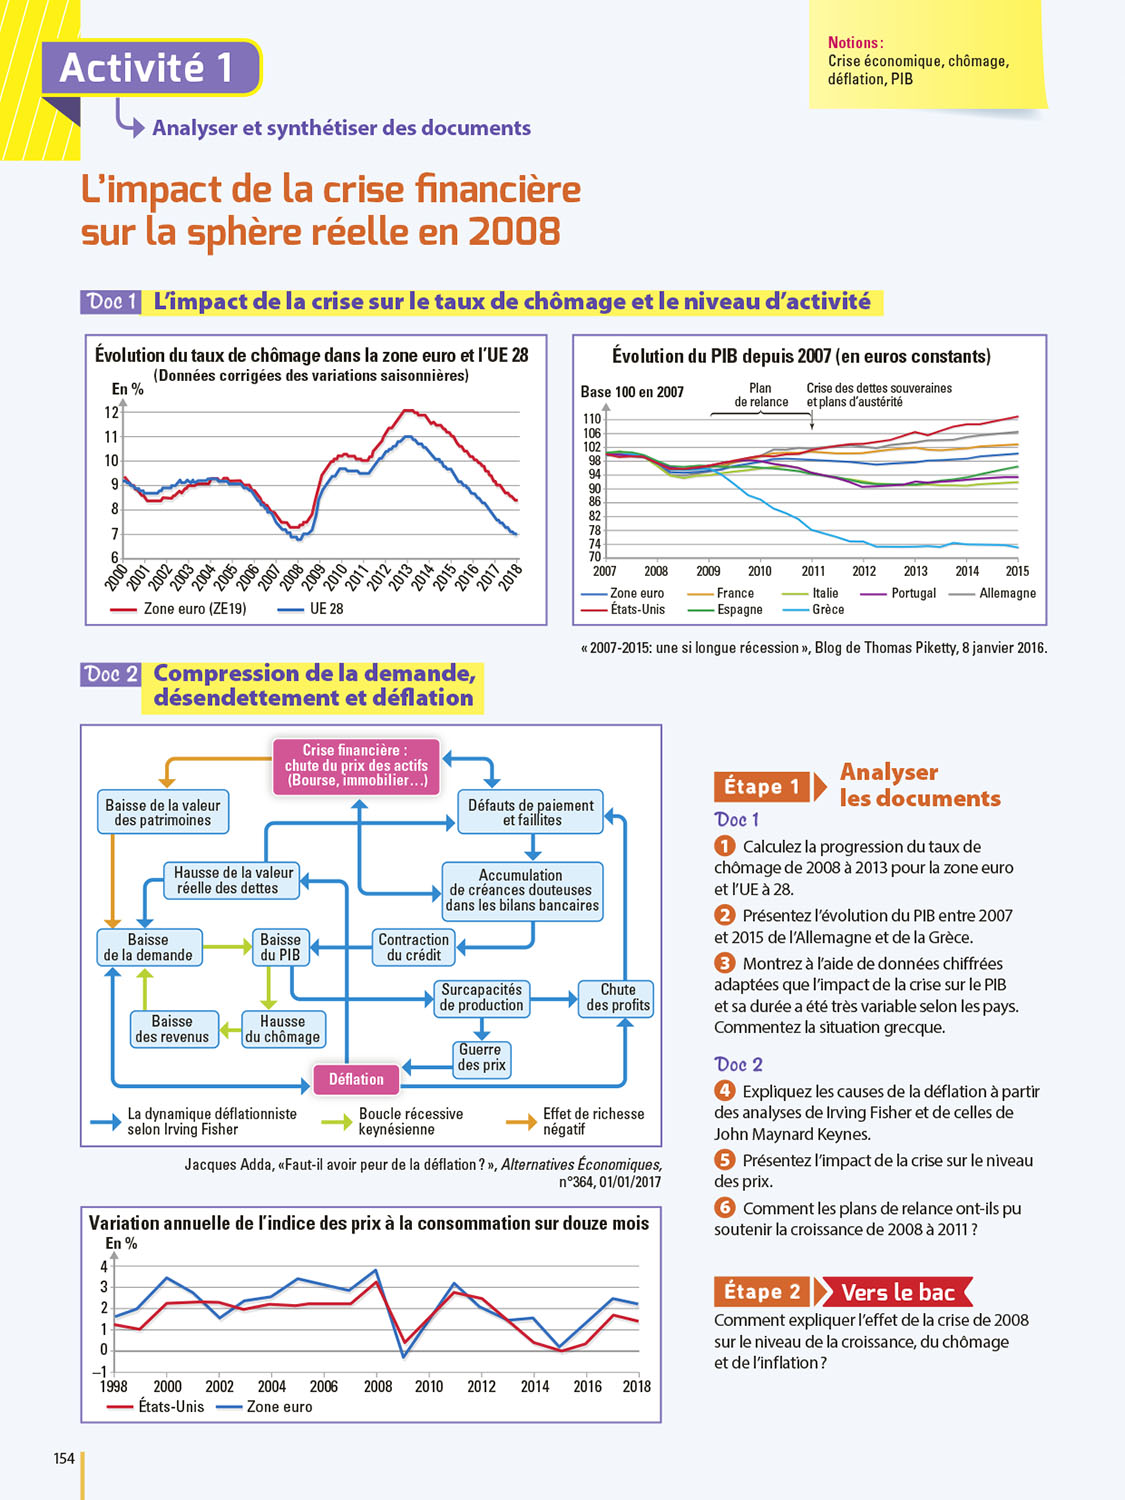 Notions :
Crise économique, chômage,
déflation, PIB
Activité 1
Analyser et synthétiser des documents
L'impact de la crise financière
sur la sphère réelle en 2008
Doc 1 L'impact de la crise sur le taux de chômage et le niveau d'activité
Évolution du taux de chômage dans la zone euro et l'UE 28
(Données corrigées des variations saisonnières)
En %
12
11
10
9
8
7
6
2000 2001 2002 2003 2004 2005 2006 2007 2008 2009 2010 2011 2012 2013 2014 2015 2016 2017 2018
Zone euro (ZE19) UE 28
Évolution du PIB depuis 2007 (en euros constants)
Base 100 en 2007
Plan
de relance
Crise des dettes souveraines
et plans d'austérité
110
106
102
98
94
90
86
82
78
74
70
2007 2008 2009 2010 2011 2012 2013 2014 2015
Zone euro France Italie Portugal Allemagne
États-Unis Espagne Grèce
« 2007-2015: une si longue récession », Blog de Thomas Piketty, 8 janvier 2016.
Doc 2 Compression de la demande,
désendettement et déflation
Crise financière :
chute du prix des actifs
(Bourse, immobilier…)
Baisse de la valeur
des patrimoines
Défauts de paiement
et faillites
Hausse de la valeur
réelle des dettes
Accumulation
de créances douteuses
dans les bilans bancaires
Baisse
de la demande
Baisse
du PIB
Contraction
du crédit
Surcapacités
de production
Chute
des profits
Baisse
des revenus
Hausse
du chômage
Guerre
des prix
Déflation
La dynamique déflationniste
selon Irving Fisher
Boucle récessive
keynésienne
Effet de richesse
négatif
Jacques Adda, «Faut-il avoir peur de la déflation ? », Alternatives Économiques,
n°364, 01/01/2017
Variation annuelle de l'indice des prix à la consommation sur douze mois
En %
4
3
2
1
0
–1
1998 2000 2002 2004 2006 2008 2010 2012 2014 2016 2018
États-Unis Zone euro
Étape 1 Analyser
les documents
Doc 1
1 Calculez la progression du taux de
chômage de 2008 à 2013 pour la zone euro
et l'UE à 28.
2 Présentez l'évolution du PIB entre 2007
et 2015 de l'Allemagne et de la Grèce.
3 Montrez à l'aide de données chiffrées
adaptées que l'impact de la crise sur le PIB
et sa durée a été très variable selon les pays.
Commentez la situation grecque.
Doc 2
4 Expliquez les causes de la déflation à partir
des analyses de Irving Fisher et de celles de
John Maynard Keynes.
5 Présentez l'impact de la crise sur le niveau
des prix.
6 Comment les plans de relance ont-ils pu
soutenir la croissance de 2008 à 2011 ?
Étape 2 Vers le bac
Comment expliquer l'effet de la crise de 2008
sur le niveau de la croissance, du chômage
et de l'inflation ?
154